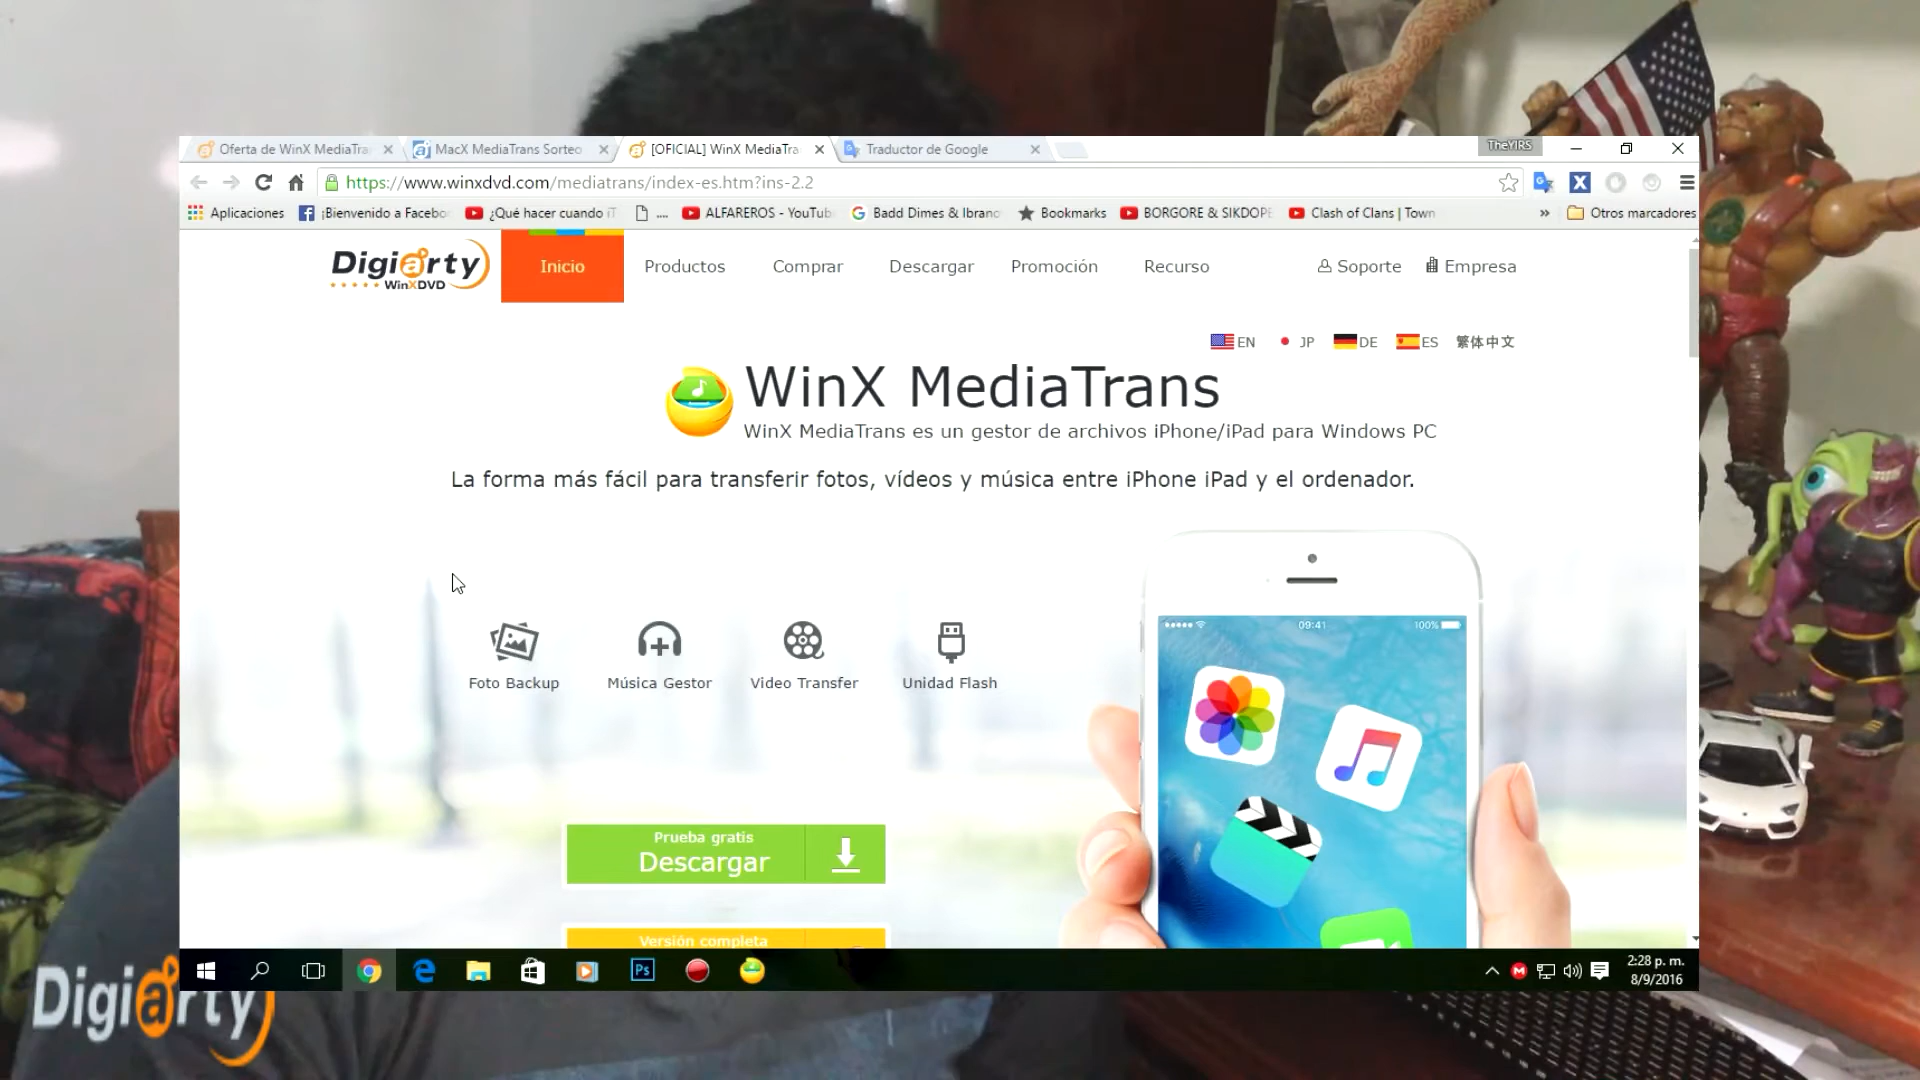 Oferta de WinX MediaTra
MacX MediaTrans Sorteo
[OFICIAL] WinX MediaTra
Traductor de Google
TheYIRS
https://www.winxdvd.com/mediatrans/index-es.htm?ins-2.2
Aplicaciones
¡Bienvenido a Facebo
¿Qué hacer cuando iT
....
ALFAREROS - YouTub
Badd Dimes & Ibrano
Bookmarks
BORGORE & SIKDOPE
Clash of Clans | Town
»
Otros marcadores
Digiarty
WinXDVD
Inicio
Productos
Comprar
Descargar
Promoción
Recurso
Soporte
Empresa
EN
JP
DE
ES
繁体中文
WinX MediaTrans
WinX MediaTrans es un gestor de archivos iPhone/iPad para Windows PC
La forma más fácil para transferir fotos, vídeos y música entre iPhone iPad y el ordenador.
09:41
100%
Foto Backup
Música Gestor
Video Transfer
Unidad Flash
Prueba gratis
Descargar
Versión completa
Ps
2:28 p. m.
8/9/2016
Digiarty